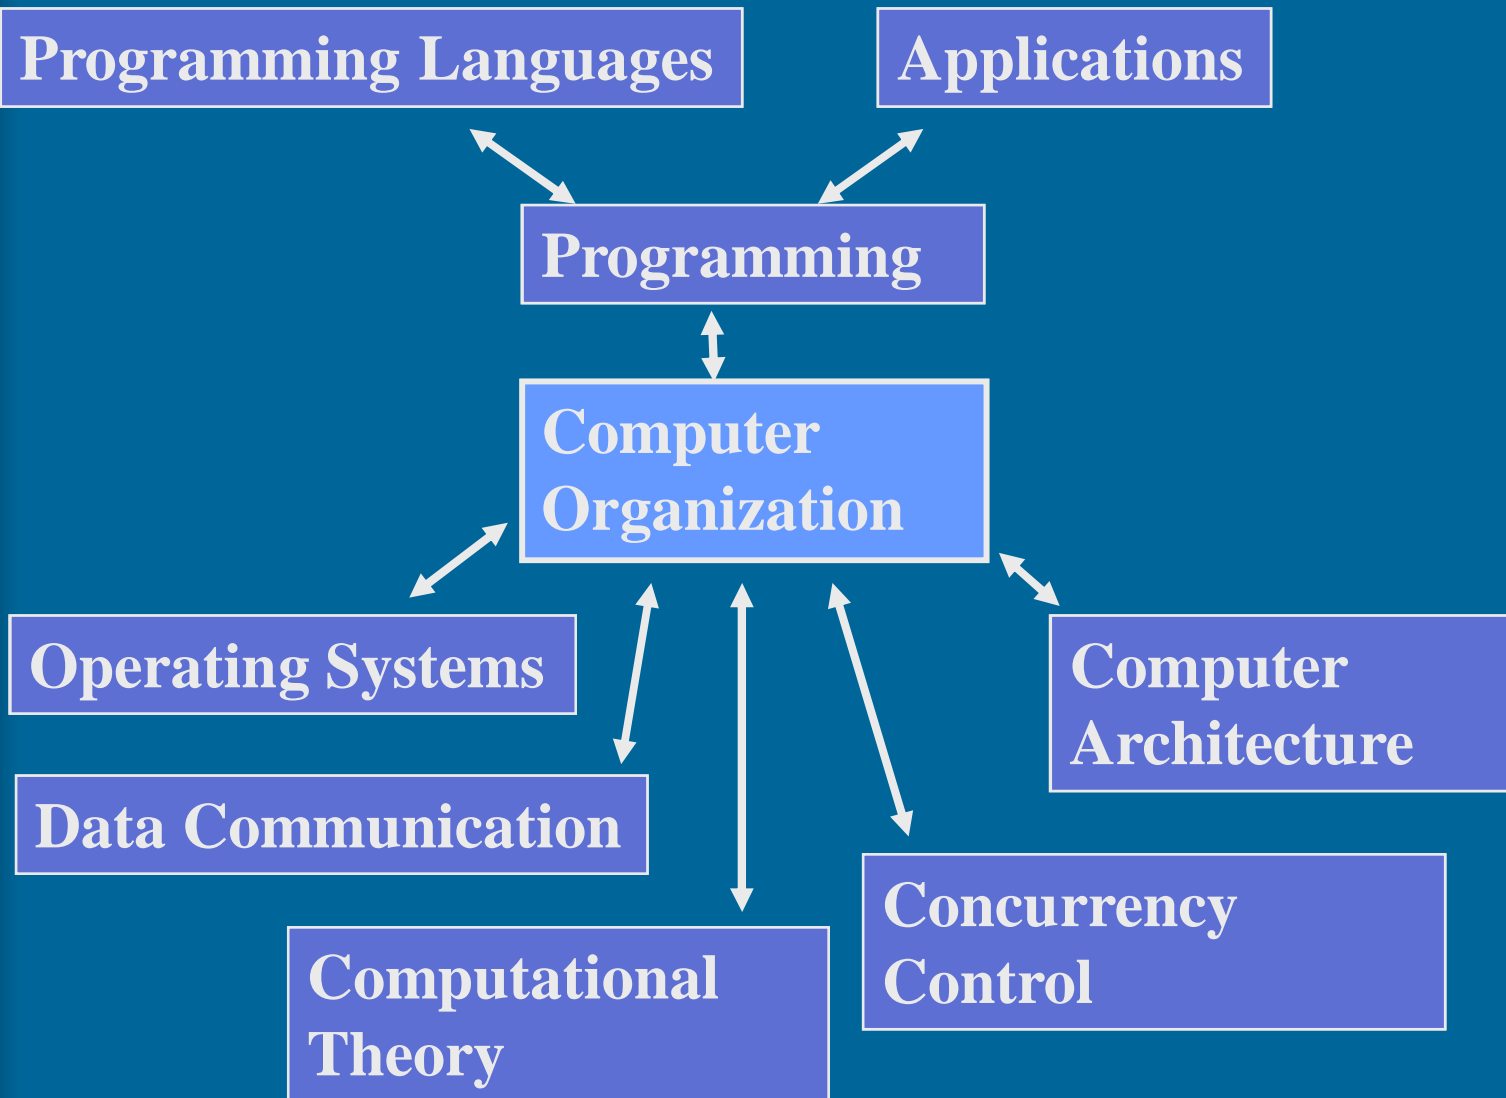 Programming Languages
Applications
Programming
Computer
Organization
Operating Systems
Computer
Architecture
Data Communication
Concurrency
Control
Computational
Theory